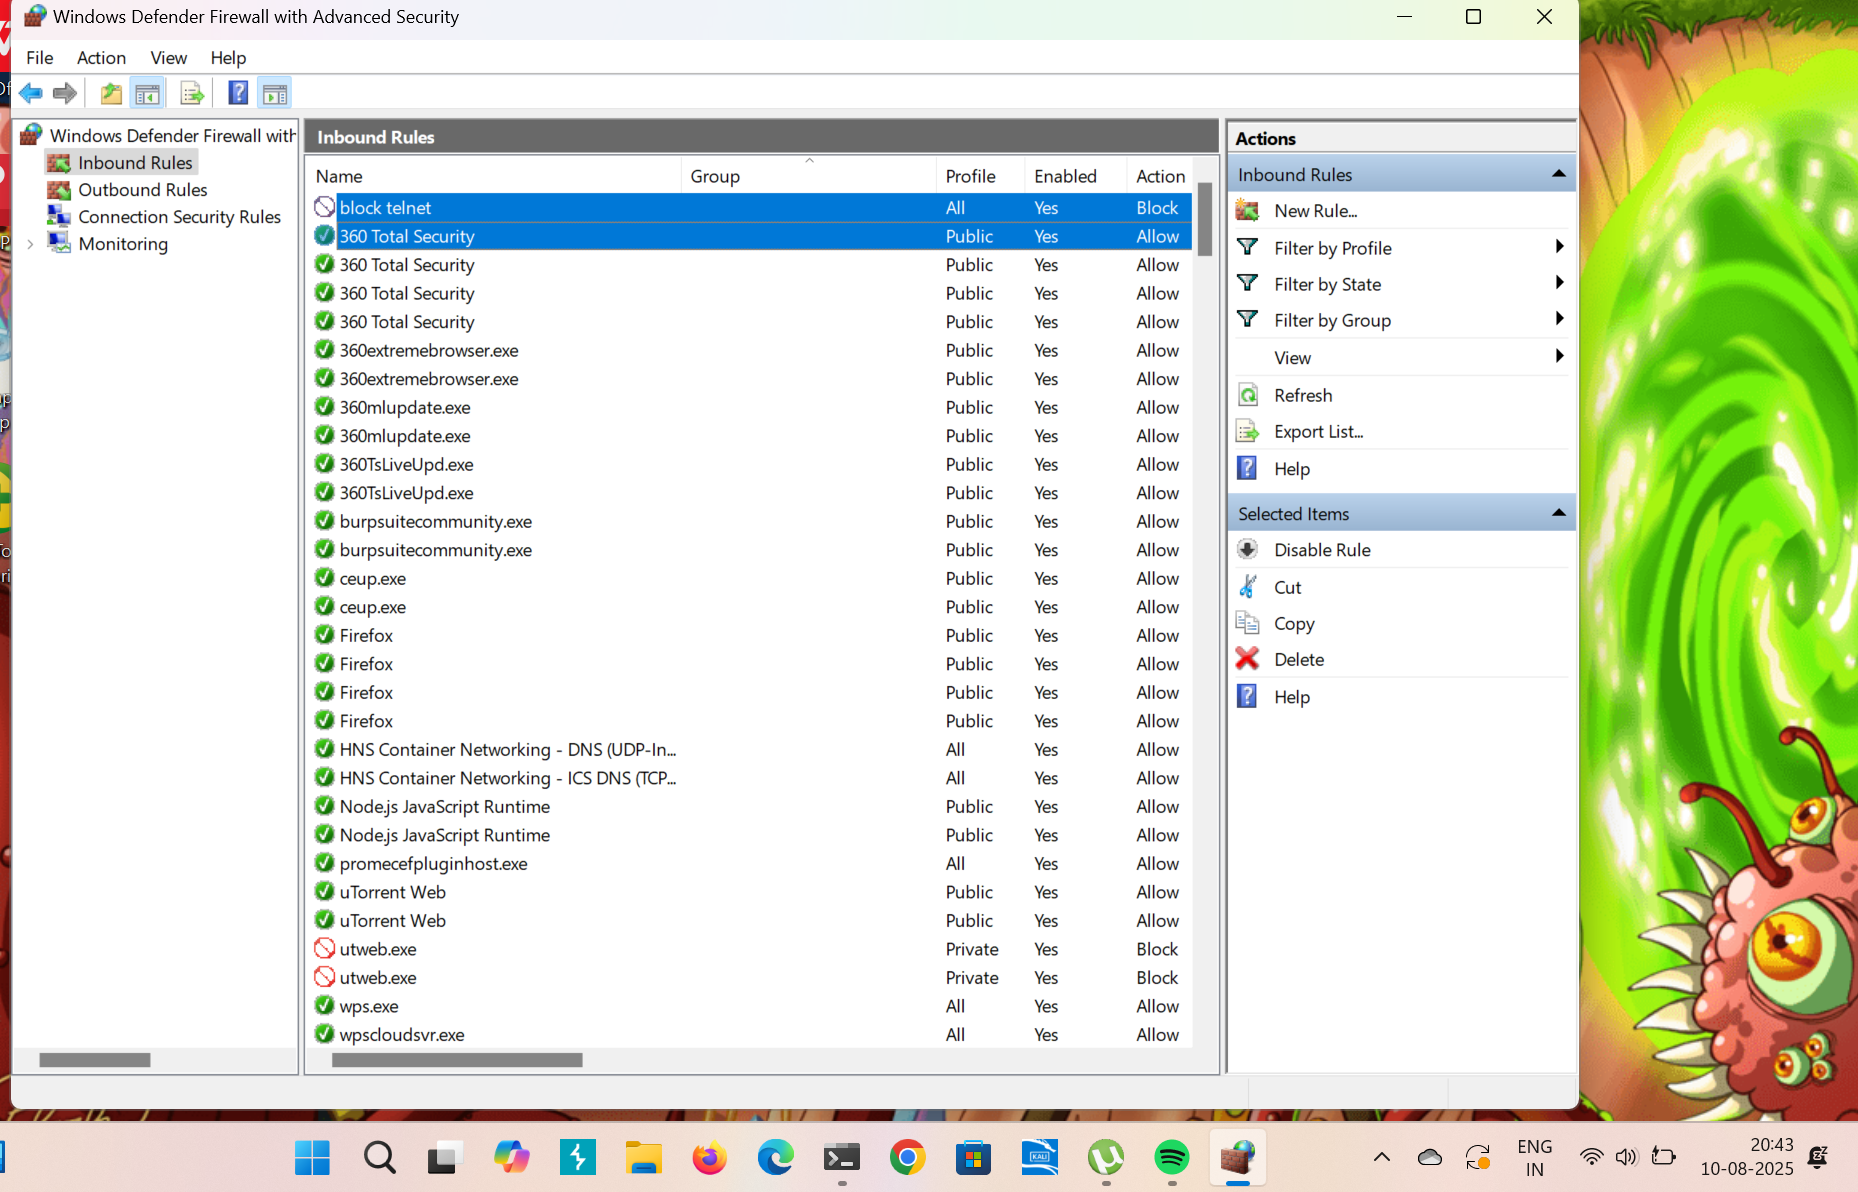 Windows Defender Firewall with Advanced Security
File Action View Help
Windows Defender Firewall with
Inbound Rules
Outbound Rules
Connection Security Rules
Monitoring
Inbound Rules
Name Group Profile Enabled Action
block telnet All Yes Block
360 Total Security Public Yes Allow
360 Total Security Public Yes Allow
360 Total Security Public Yes Allow
360 Total Security Public Yes Allow
360extremebrowser.exe Public Yes Allow
360extremebrowser.exe Public Yes Allow
360mlupdate.exe Public Yes Allow
360mlupdate.exe Public Yes Allow
360TsLiveUpd.exe Public Yes Allow
360TsLiveUpd.exe Public Yes Allow
burpsuitecommunity.exe Public Yes Allow
burpsuitecommunity.exe Public Yes Allow
ceup.exe Public Yes Allow
ceup.exe Public Yes Allow
Firefox Public Yes Allow
Firefox Public Yes Allow
Firefox Public Yes Allow
Firefox Public Yes Allow
HNS Container Networking - DNS (UDP-In... All Yes Allow
HNS Container Networking - ICS DNS (TCP... All Yes Allow
Node.js JavaScript Runtime Public Yes Allow
Node.js JavaScript Runtime Public Yes Allow
promecefpluginhost.exe All Yes Allow
uTorrent Web Public Yes Allow
uTorrent Web Public Yes Allow
utweb.exe Private Yes Block
utweb.exe Private Yes Block
wps.exe All Yes Allow
wpscloudsvr.exe All Yes Allow
Actions
Inbound Rules
New Rule...
Filter by Profile
Filter by State
Filter by Group
View
Refresh
Export List...
Help
Selected Items
Disable Rule
Cut
Copy
Delete
Help
KALI
ENG
IN
20:43
10-08-2025